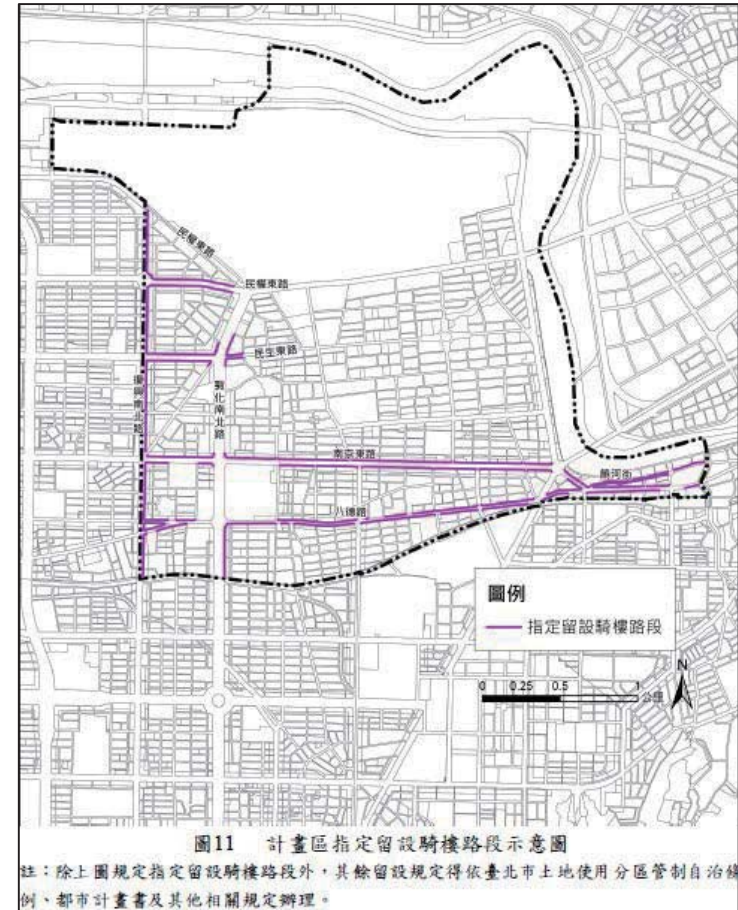 民權東路
民權東路
民生東路
復興南北路
敦化南北路
南京東路
饒河街
八德路
圖例
指定留設騎樓路段
N
0 0.25 0.5 1
公里
圖11 計畫區指定留設騎樓路段示意圖
註：除上圖規定指定留設騎樓路段外，其餘留設規定得依臺北市土地使用分區管制自治條
例、都市計畫書及其他相關規定辦理。